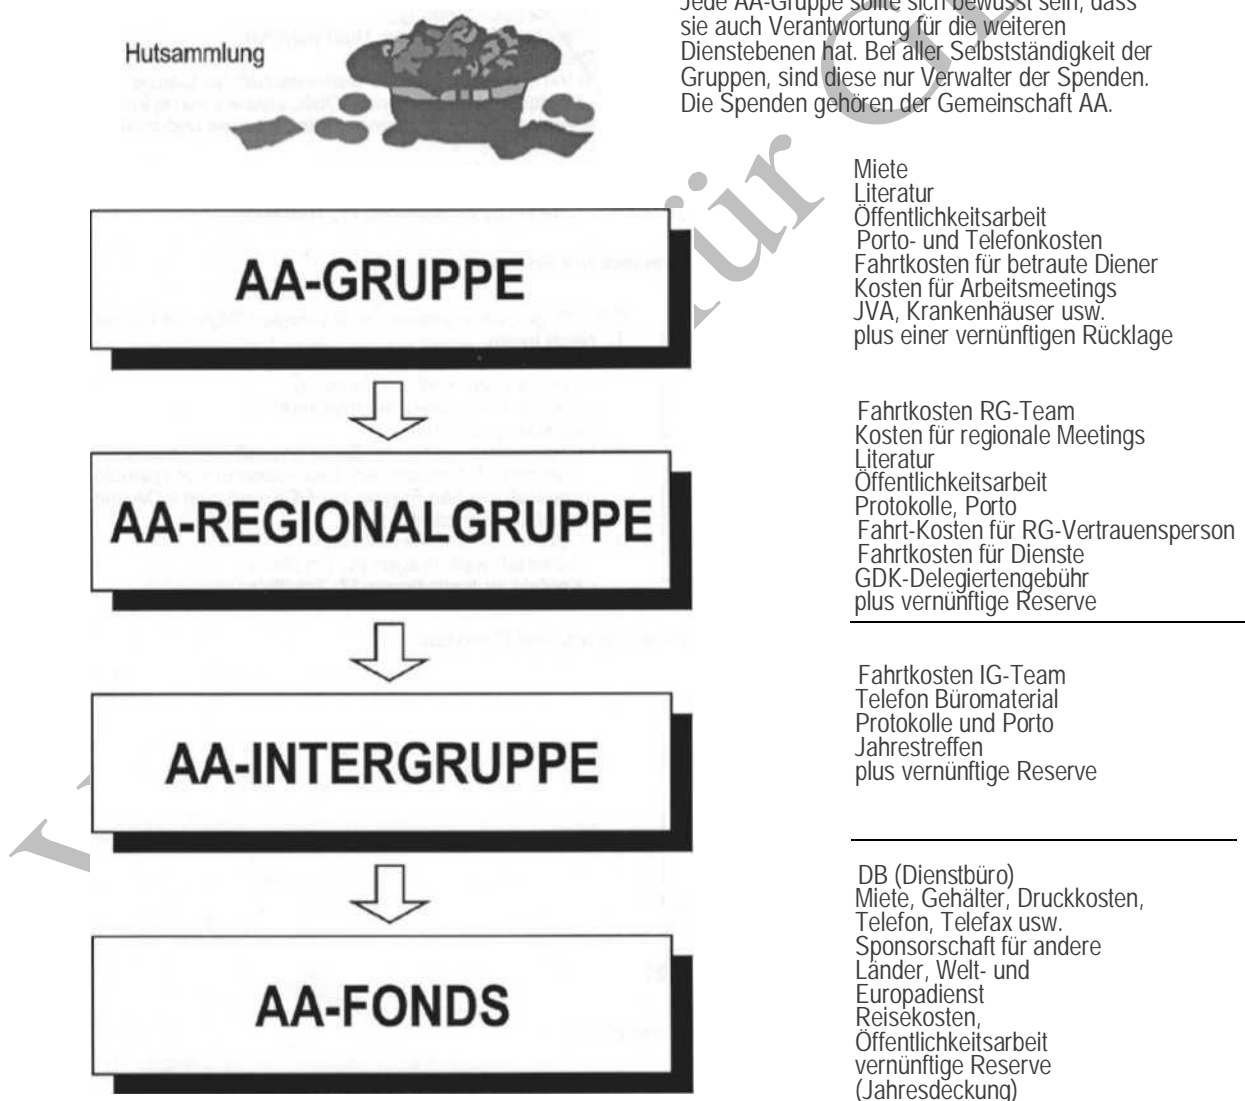 Jede AA-Gruppe sollte sich bewusst sein, dass
sie auch Verantwortung für die weiteren
Dienstebenen hat. Bei aller Selbstständigkeit der
Gruppen, sind diese nur Verwalter der Spenden.
Die Spenden gehören der Gemeinschaft AA.
Hutsammlung
AA-GRUPPE
Miete
Literatur
Öffentlichkeitsarbeit
Porto- und Telefonkosten
Fahrtkosten für betraute Diener
Kosten für Arbeitsmeetings
JVA, Krankenhäuser usw.
plus einer vernünftigen Rücklage
AA-REGIONALGRUPPE
Fahrtkosten RG-Team
Kosten für regionale Meetings
Literatur
Öffentlichkeitsarbeit
Protokolle, Porto
Fahrt-Kosten für RG-Vertrauensperson
Fahrtkosten für Dienste
GDK-Delegiertengebühr
plus vernünftige Reserve
AA-INTERGRUPPE
Fahrtkosten IG-Team
Telefon Büromaterial
Protokolle und Porto
Jahrestreffen
plus vernünftige Reserve
AA-FONDS
DB (Dienstbüro)
Miete, Gehälter, Druckkosten,
Telefon, Telefax usw.
Sponsorschaft für andere
Länder, Welt- und
Europadienst
Reisekosten,
Öffentlichkeitsarbeit
vernünftige Reserve
(Jahresdeckung)
für